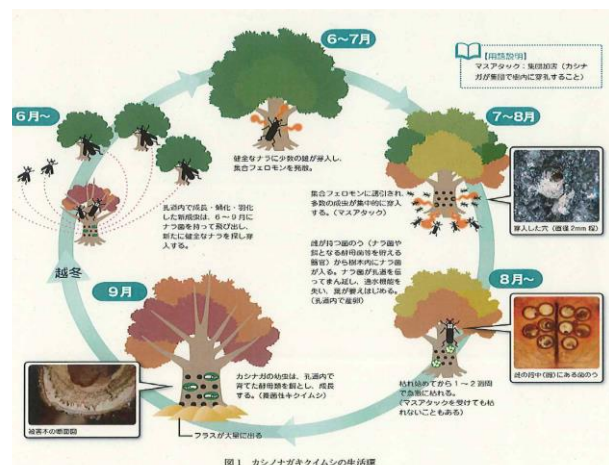 6～7月
【用語説明】
マスアタック：集団加害（カシナ
ガが集団で樹内に穿孔すること）
健全なナラに少数の雄が穿入し、
集合フェロモンを発散。
6月～
7～8月
集合フェロモンに誘引され、
多数の成虫が集中的に穿入
する。（マスアタック）
穿入した穴（直径2mm程）
孔道内で成長・蛹化・羽化
した新成虫は、6～9月に
ナラ菌を持って飛び出し、
新たに健全なナラを探し穿
入する。
雌が持つ菌のう（ナラ菌や
餌となる酵母菌等を貯える
器官）から樹木内にナラ菌
が入る。ナラ菌が孔道を伝
ってまん延し、通水機能を
失い、葉が萎えはじめる。
（孔道内で産卵）
越冬
9月
8月～
カシナガの幼虫は、孔道内で
育てた酵母類を餌とし、成長
する。（養菌性キクイムシ）
枯れ始めてから1～2週間
で急激に枯れる。
（マスアタックを受けても枯
れないこともある）
雌の背中（胸）にある菌のう
被害木の断面図
フラスが大量に出る
図1　カシノナガキクイムシの生活環